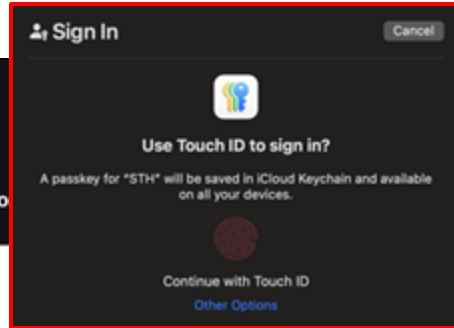 Sign In
Cancel
Use Touch ID to sign in?
A passkey for "STH" will be saved in iCloud Keychain and available
on all your devices.
Continue with Touch ID
Other Options